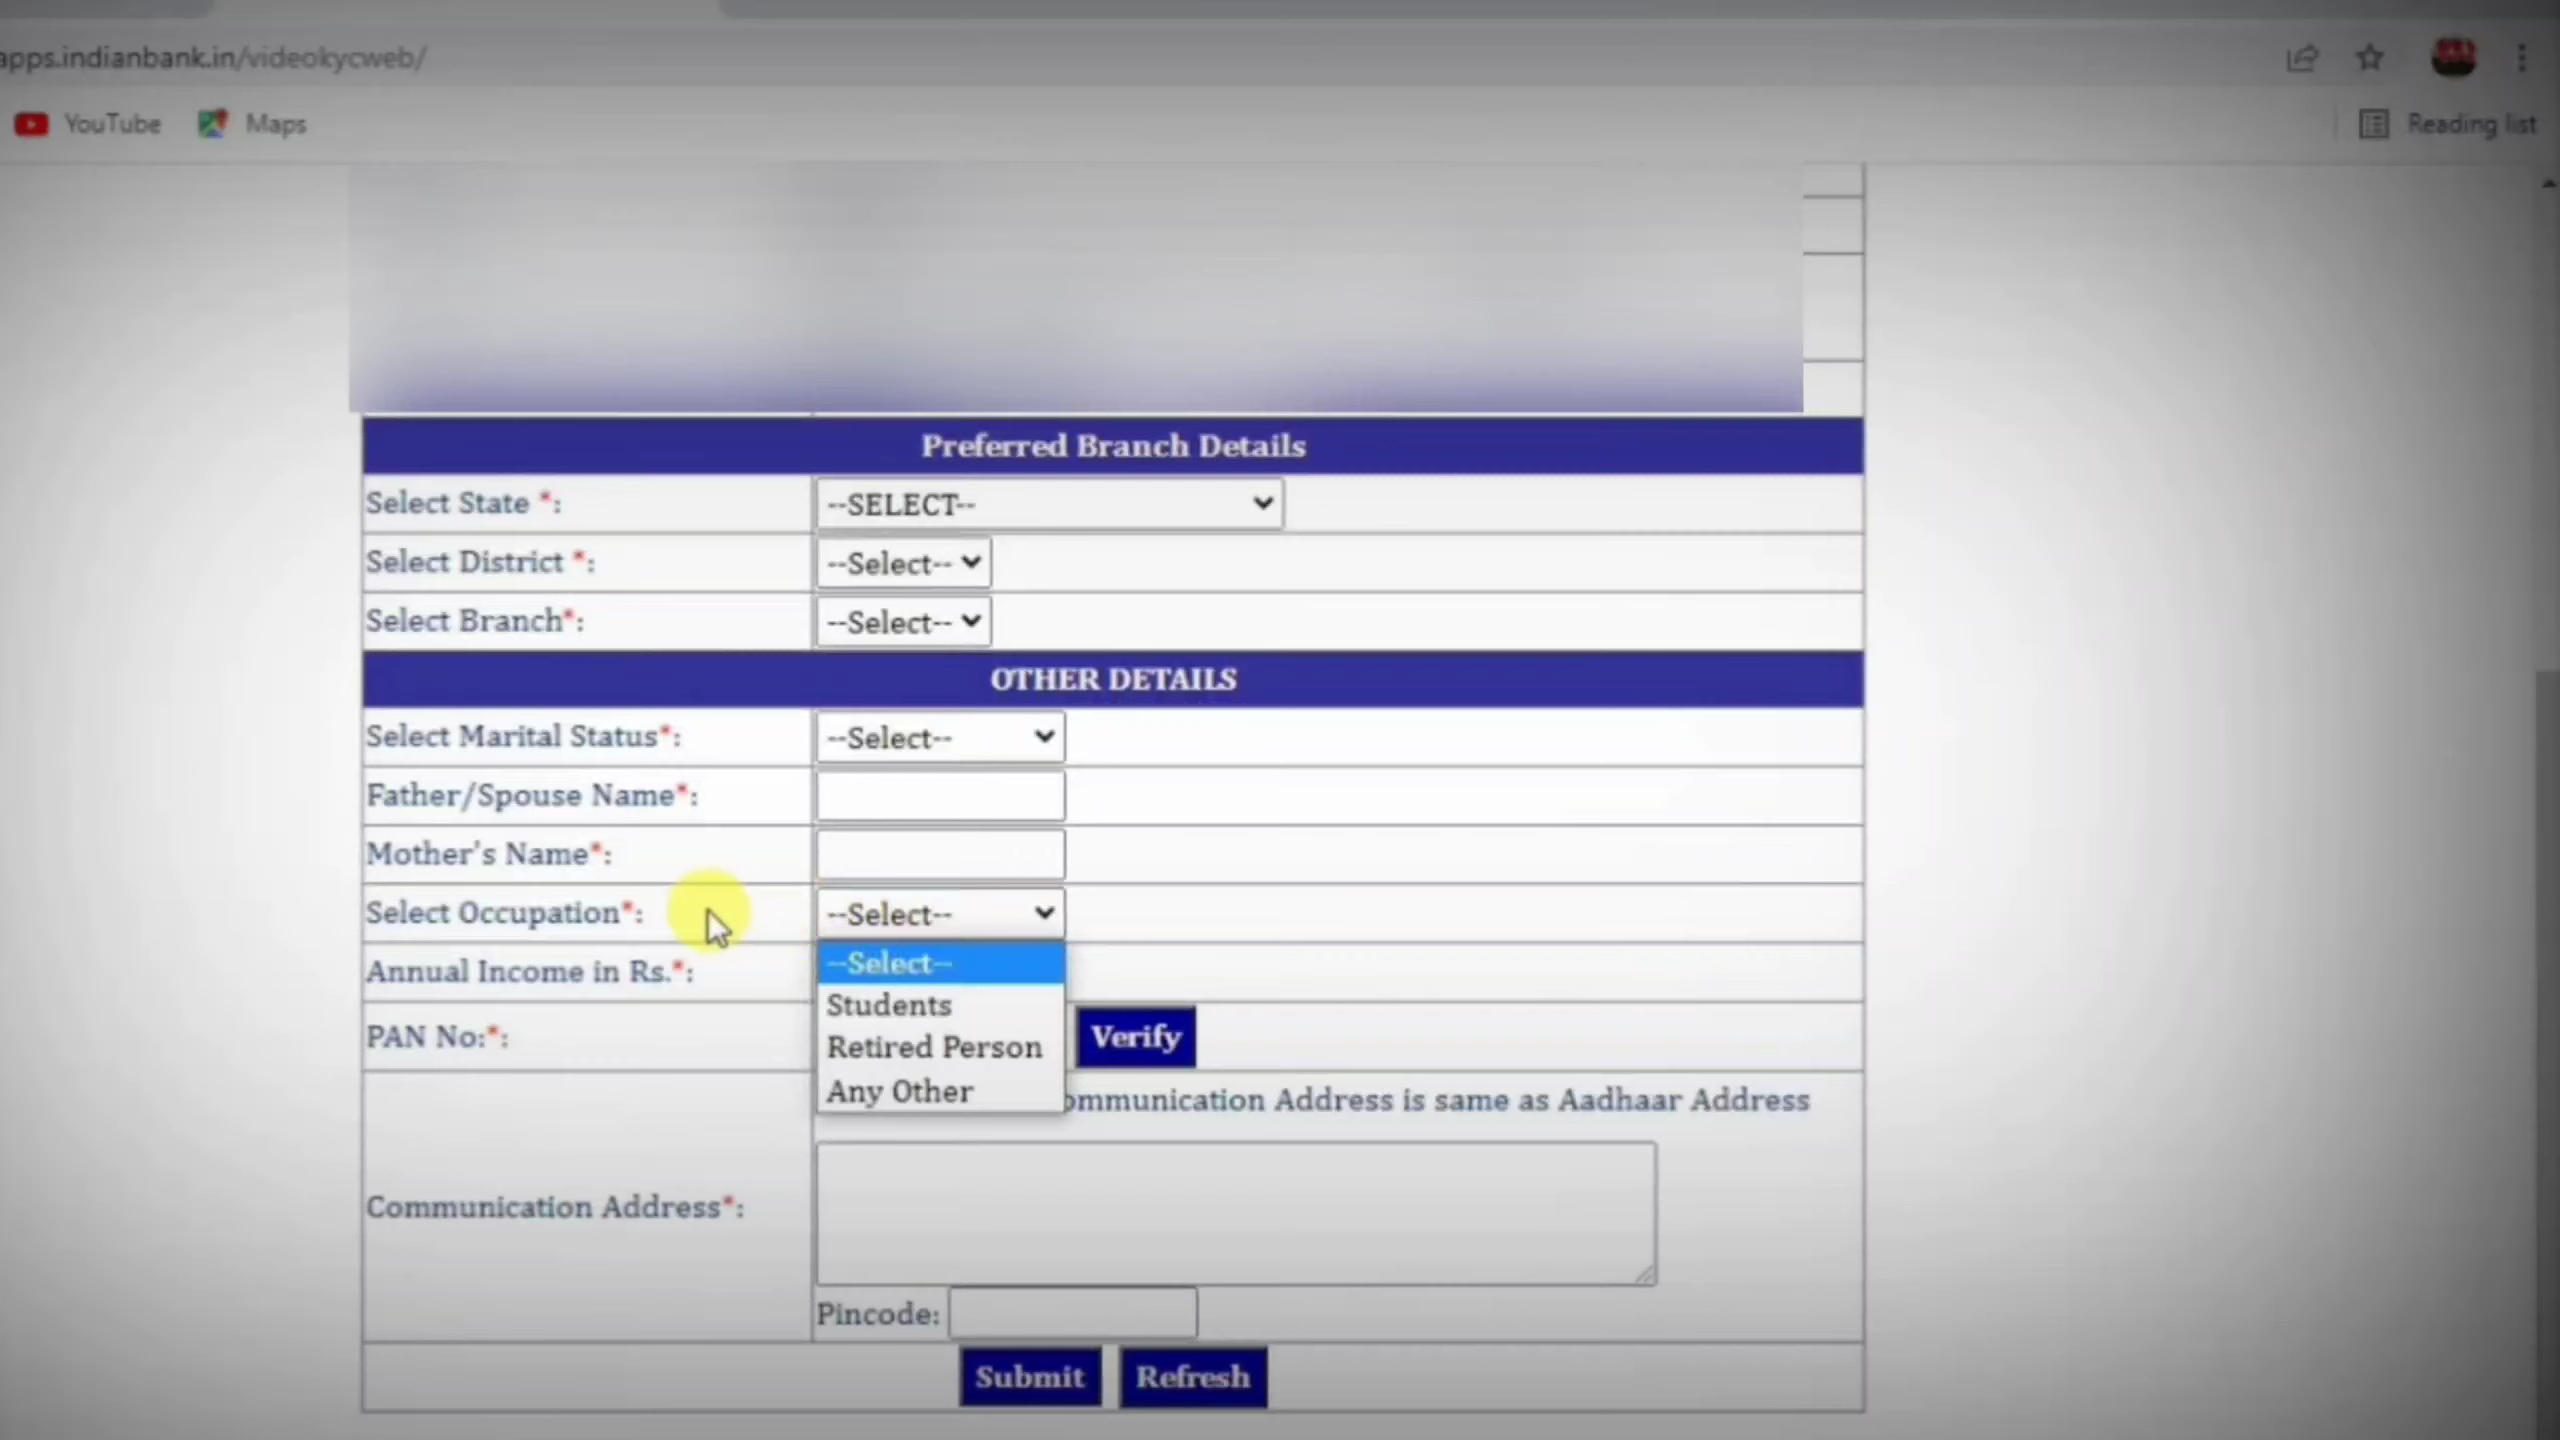 apps.indianbank.in/videokycweb/
YouTube Maps Reading list
Preferred Branch Details
Select State *: --SELECT--
Select District *: --Select--
Select Branch*: --Select--
OTHER DETAILS
Select Marital Status*: --Select--
Father/Spouse Name*:
Mother's Name*:
Select Occupation*: --Select--
--Select--
Annual Income in Rs.*:
Students
PAN No:*: Retired Person Verify
Any Other ommunication Address is same as Aadhaar Address
Communication Address*:
Pincode:
Submit Refresh